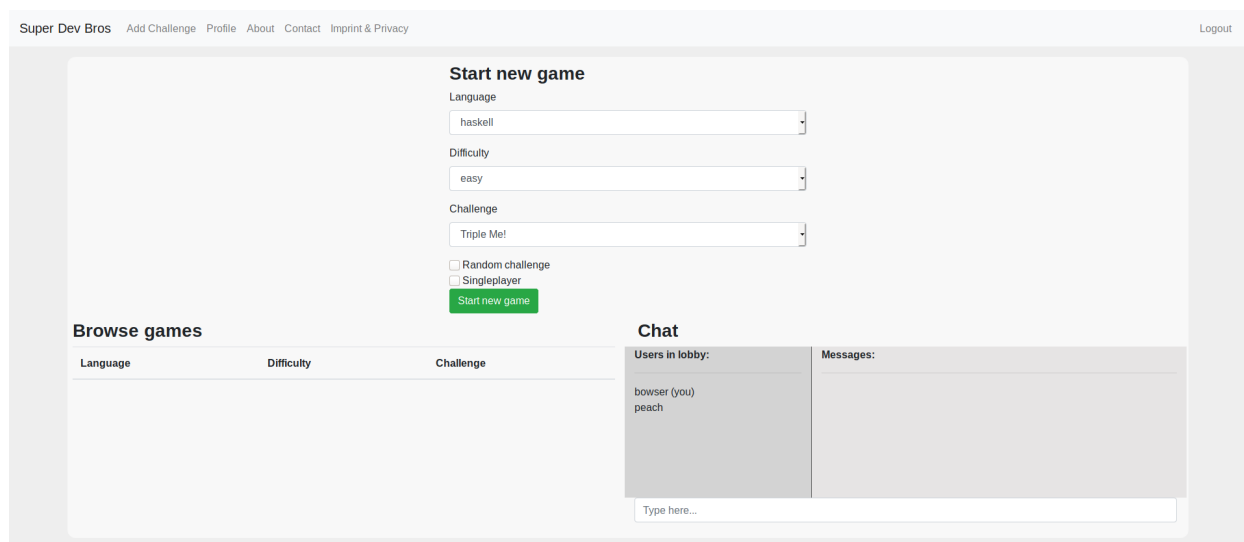 Super Dev Bros Add Challenge Profile About Contact Imprint & Privacy Logout
Start new game
Language
haskell
Difficulty
easy
Challenge
Triple Me!
Random challenge
Singleplayer
Start new game
Browse games
Language Difficulty Challenge
Chat
Users in lobby:
bowser (you)
peach
Messages:
Type here...